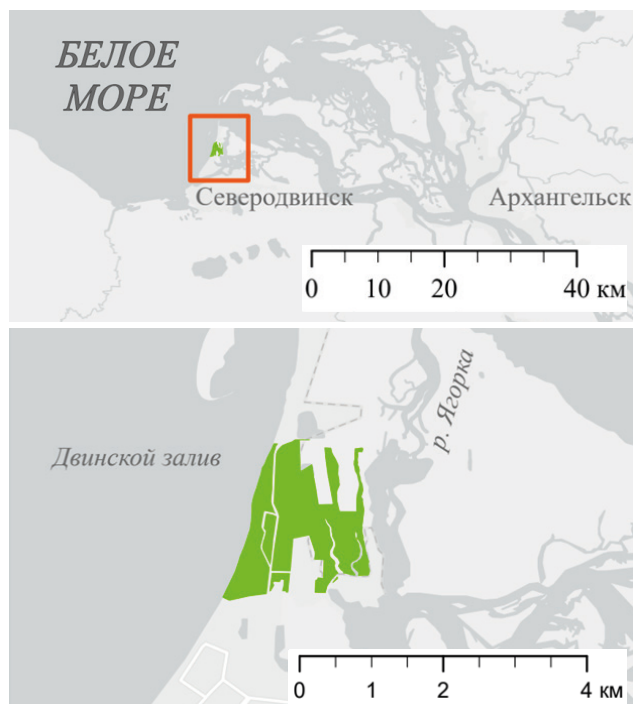 БЕЛОЕ
МОРЕ
Северодвинск
Архангельск
0 10 20 40 км
р. Ягорка
Двинской залив
0 1 2 4 км